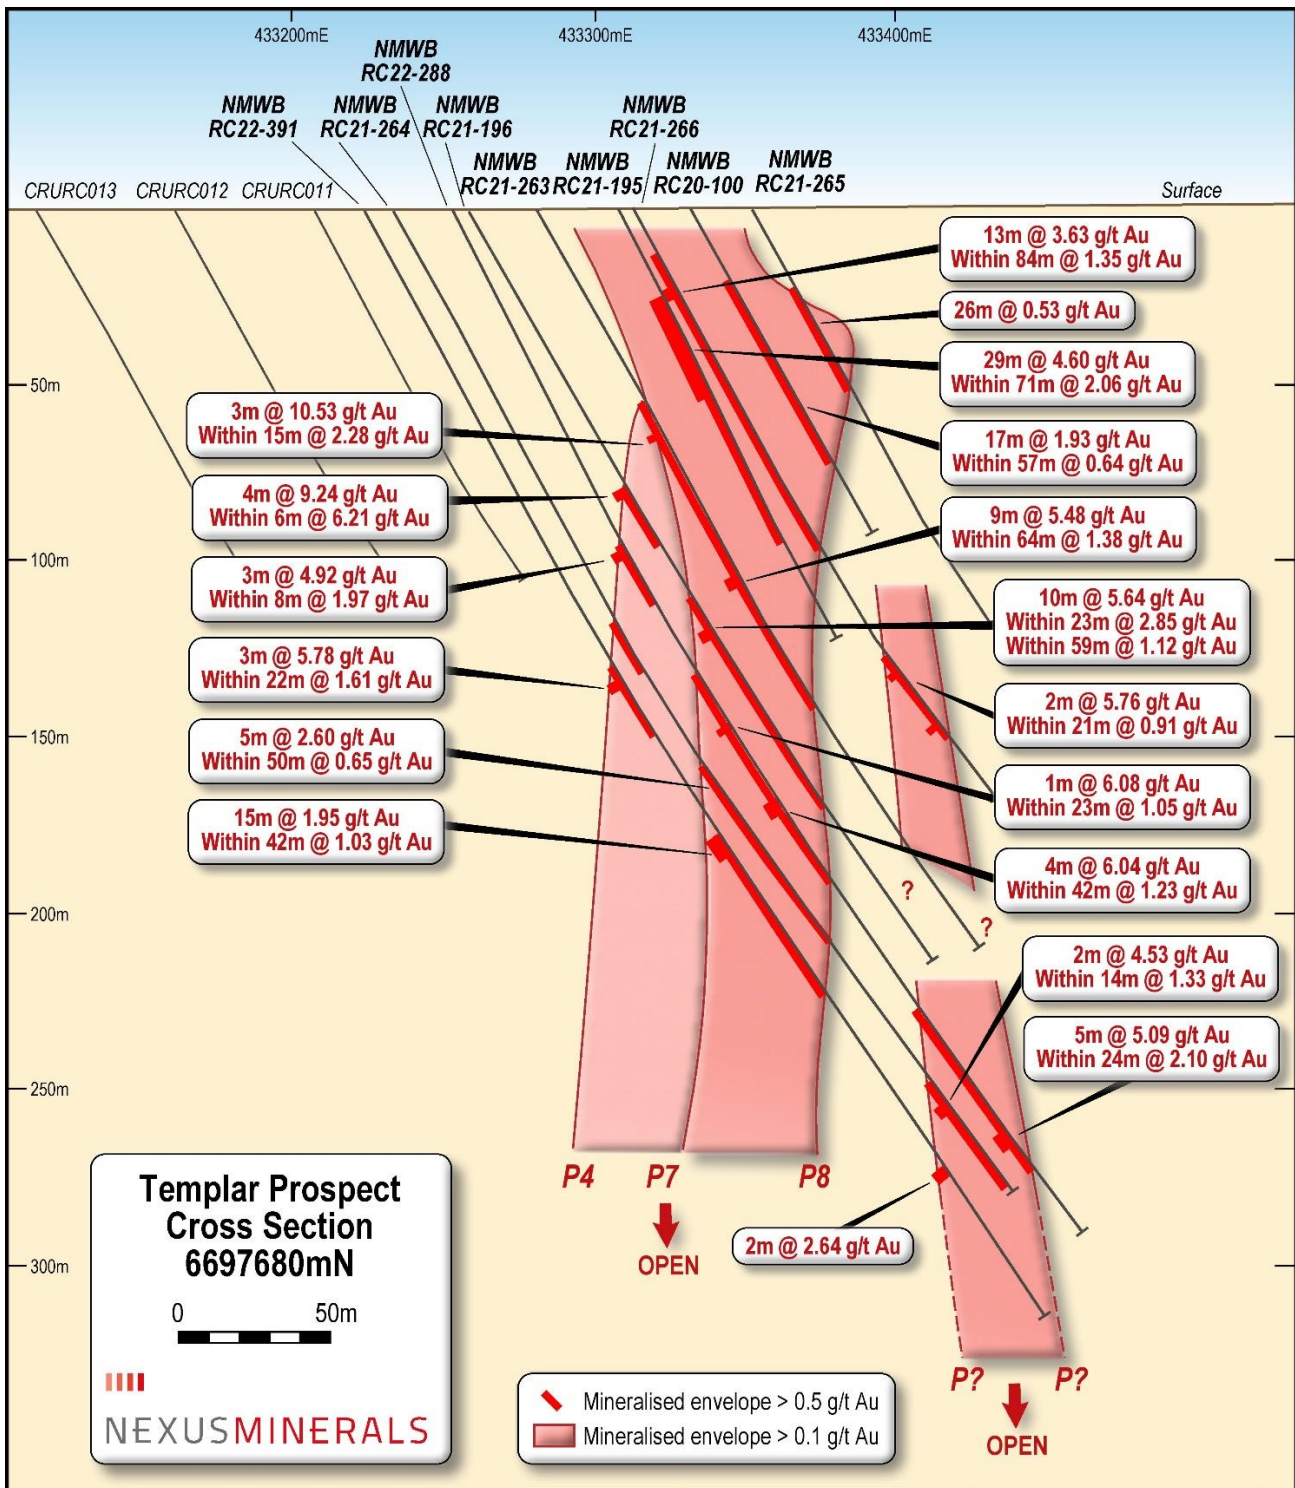 433200mE
433300mE
433400mE
NMWB
RC22-288
NMWB
RC22-391
NMWB
RC21-264
NMWB
RC21-196
NMWB
RC21-266
NMWB
RC21-263
NMWB
RC21-195
NMWB
RC20-100
NMWB
RC21-265
CRURC013
CRURC012
CRURC011
Surface
50m
100m
150m
200m
250m
300m
3m @ 10.53 g/t Au
Within 15m @ 2.28 g/t Au
4m @ 9.24 g/t Au
Within 6m @ 6.21 g/t Au
3m @ 4.92 g/t Au
Within 8m @ 1.97 g/t Au
3m @ 5.78 g/t Au
Within 22m @ 1.61 g/t Au
5m @ 2.60 g/t Au
Within 50m @ 0.65 g/t Au
15m @ 1.95 g/t Au
Within 42m @ 1.03 g/t Au
13m @ 3.63 g/t Au
Within 84m @ 1.35 g/t Au
26m @ 0.53 g/t Au
29m @ 4.60 g/t Au
Within 71m @ 2.06 g/t Au
17m @ 1.93 g/t Au
Within 57m @ 0.64 g/t Au
9m @ 5.48 g/t Au
Within 64m @ 1.38 g/t Au
10m @ 5.64 g/t Au
Within 23m @ 2.85 g/t Au
Within 59m @ 1.12 g/t Au
2m @ 5.76 g/t Au
Within 21m @ 0.91 g/t Au
1m @ 6.08 g/t Au
Within 23m @ 1.05 g/t Au
4m @ 6.04 g/t Au
Within 42m @ 1.23 g/t Au
?
?
2m @ 4.53 g/t Au
Within 14m @ 1.33 g/t Au
5m @ 5.09 g/t Au
Within 24m @ 2.10 g/t Au
2m @ 2.64 g/t Au
P4
P7
P8
OPEN
P?
P?
OPEN
Templar Prospect
Cross Section
6697680mN
0
50m
NEXUSMINERALS
Mineralised envelope > 0.5 g/t Au
Mineralised envelope > 0.1 g/t Au